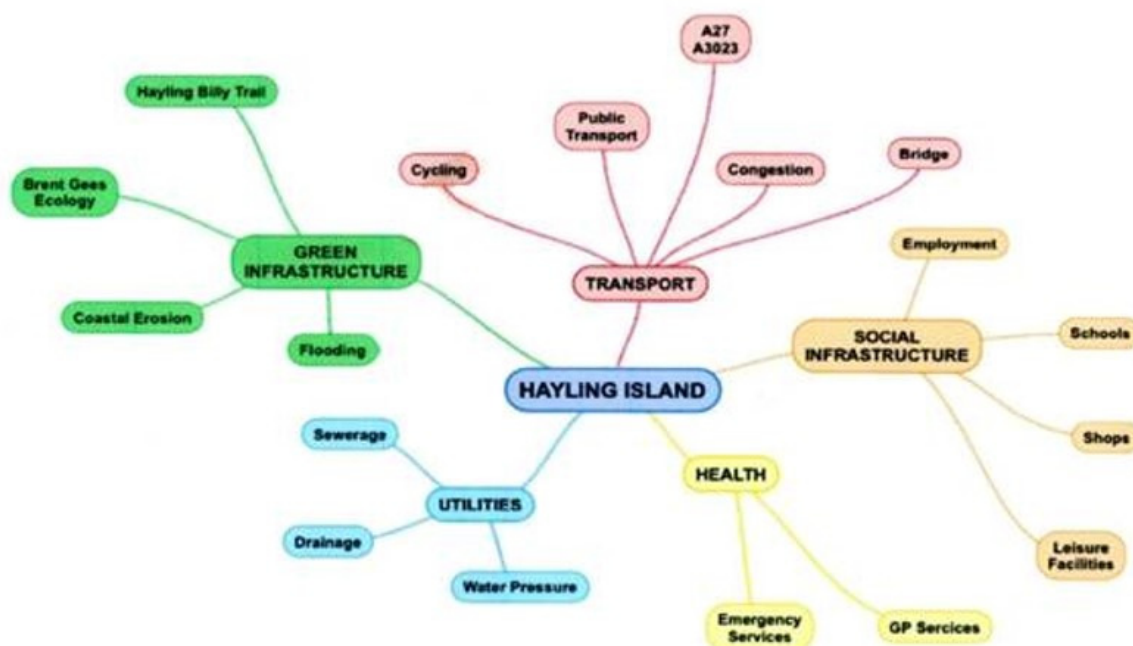 A27
A3023
Hayling Billy Trail
Public
Transport
Cycling
Congestion
Bridge
Brent Gees
Ecology
GREEN
INFRASTRUCTURE
Employment
TRANSPORT
Coastal Erosion
Flooding
SOCIAL
INFRASTRUCTURE
Schools
HAYLING ISLAND
Sewerage
Shops
HEALTH
UTILITIES
Drainage
Water Pressure
Leisure
Facilities
Emergency
Services
GP Sercices